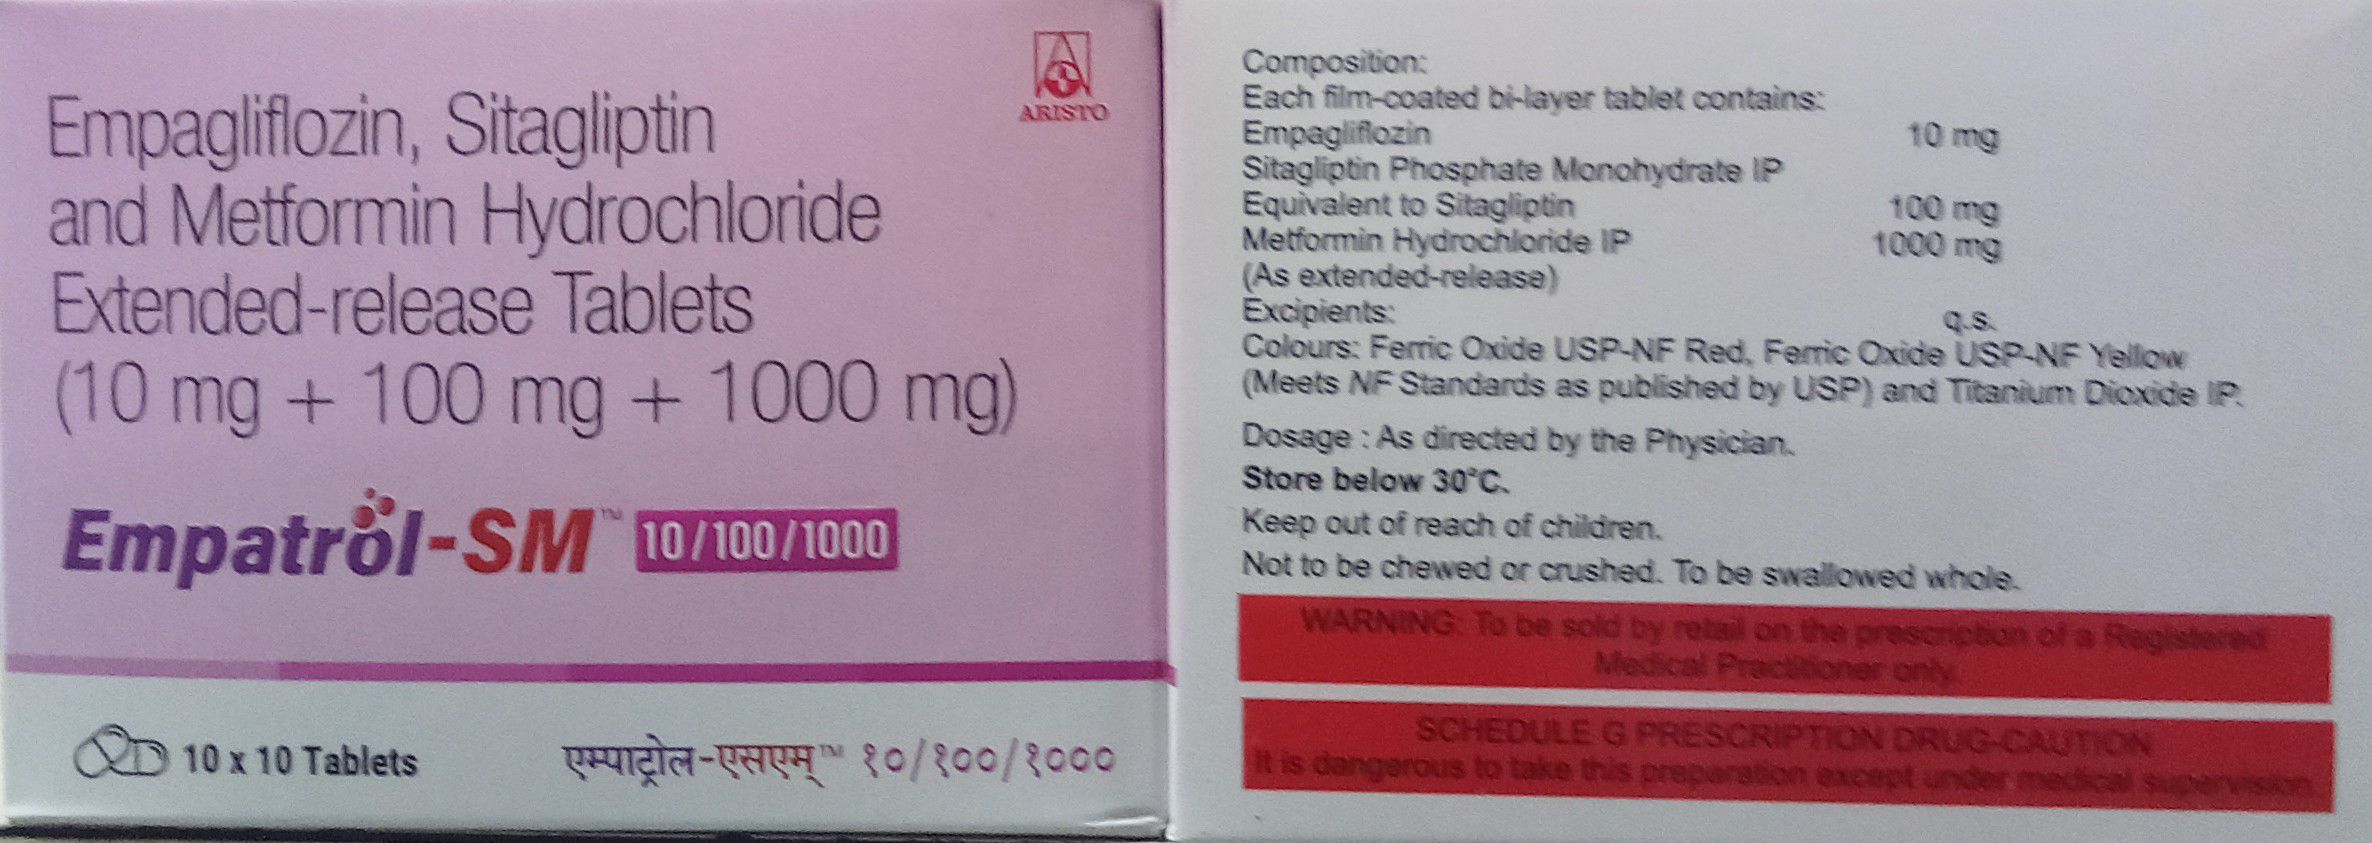 ARISTO
Empagliflozin, Sitagliptin
and Metformin Hydrochloride
Extended-release Tablets
(10 mg + 100 mg + 1000 mg)
Empatrol-SM™ 10/100/1000
10 x 10 Tablets
एम्पाट्रोल-एसएम्™ १०/१००/१०००
Composition:
Each film-coated bi-layer tablet contains:
Empagliflozin 10 mg
Sitagliptin Phosphate Monohydrate IP
Equivalent to Sitagliptin 100 mg
Metformin Hydrochloride IP 1000 mg
(As extended-release)
Excipients: q.s.
Colours: Ferric Oxide USP-NF Red, Ferric Oxide USP-NF Yellow
(Meets NF Standards as published by USP) and Titanium Dioxide IP.
Dosage : As directed by the Physician.
Store below 30°C.
Keep out of reach of children.
Not to be chewed or crushed. To be swallowed whole.
WARNING: To be sold by retail on the prescription of a Registered
Medical Practitioner only.
SCHEDULE G PRESCRIPTION DRUG-CAUTION
It is dangerous to take this preparation except under medical supervision.